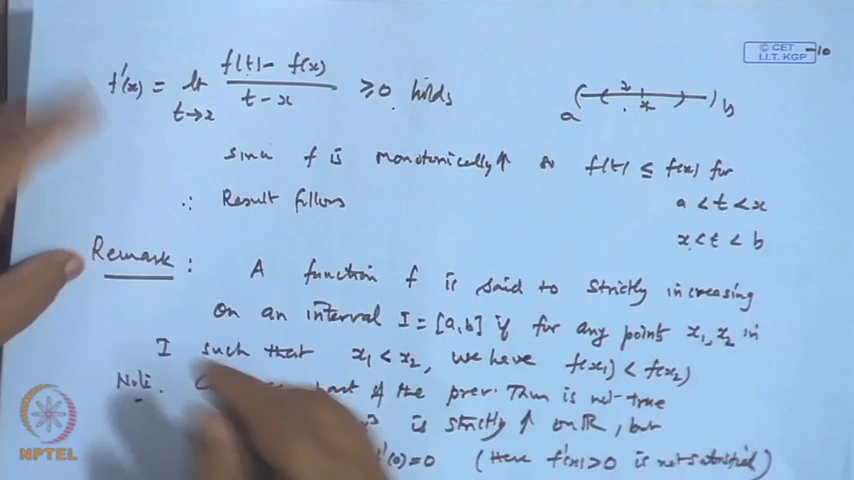 © CET
I.I.T. KGP
-10
f'(x) = lt t→x (f(t) - f(x))/(t - x) ≥ 0 holds
a ( ( x ) ) b
since f is monotonically ↑ so f(t) ≤ f(x) for
a < t < x
∴ Result follows
x < t < b
Remark : A function f is said to strictly increasing
on an interval I = [a,b] if for any points x1, x2 in
I such that x1 < x2, we have f(x1) < f(x2)
Note. part of the prev. Thm is not true
is strictly ↑ on R, but
f'(0) = 0 (Here f'(x) > 0 is not satisfied)
NPTEL